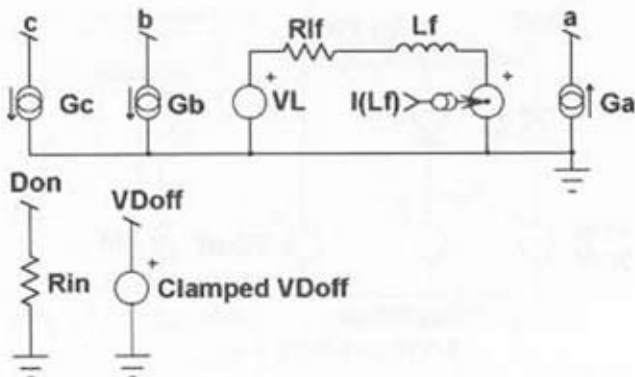 c b a
Rlf Lf
Gc Gb VL I(Lf) Ga
Don
VDoff
Rin Clamped VDoff